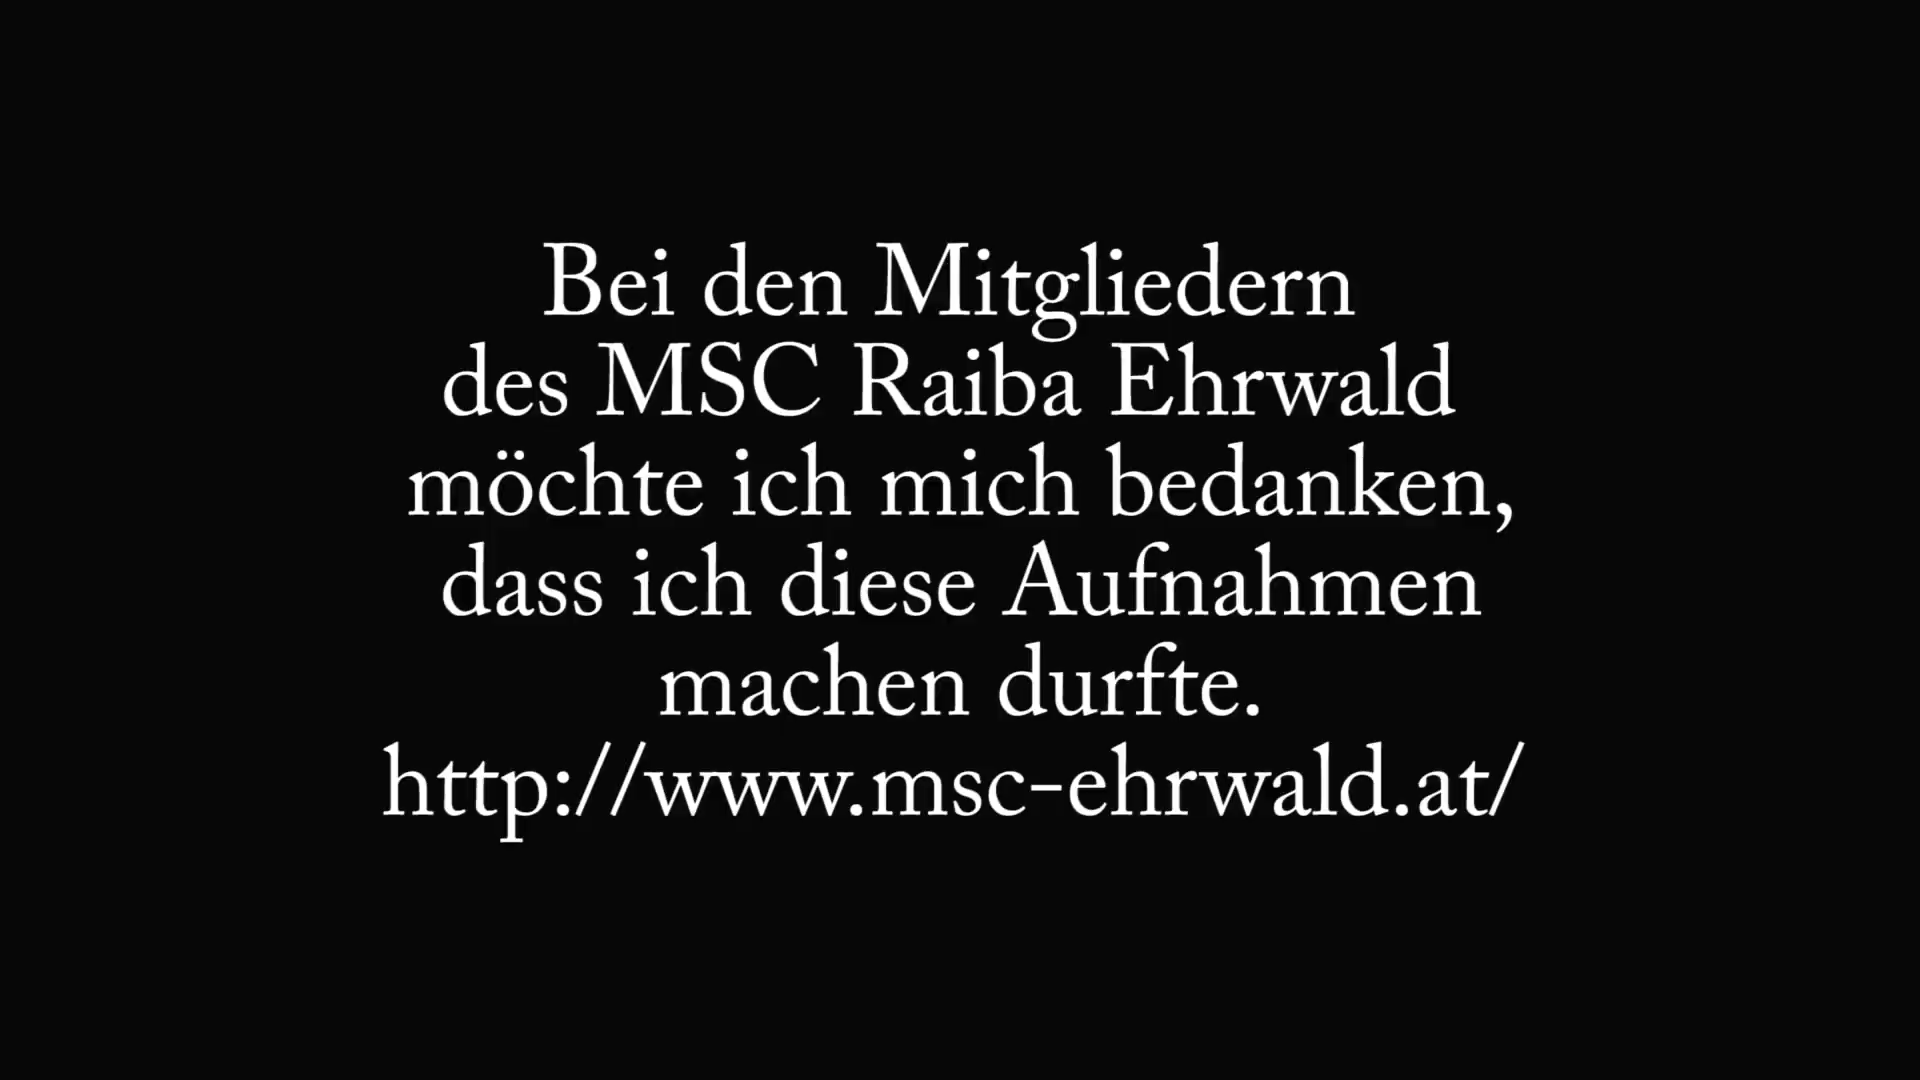 Bei den Mitgliedern
des MSC Raiba Ehrwald
möchte ich mich bedanken,
dass ich diese Aufnahmen
machen durfte.
http://www.msc-ehrwald.at/